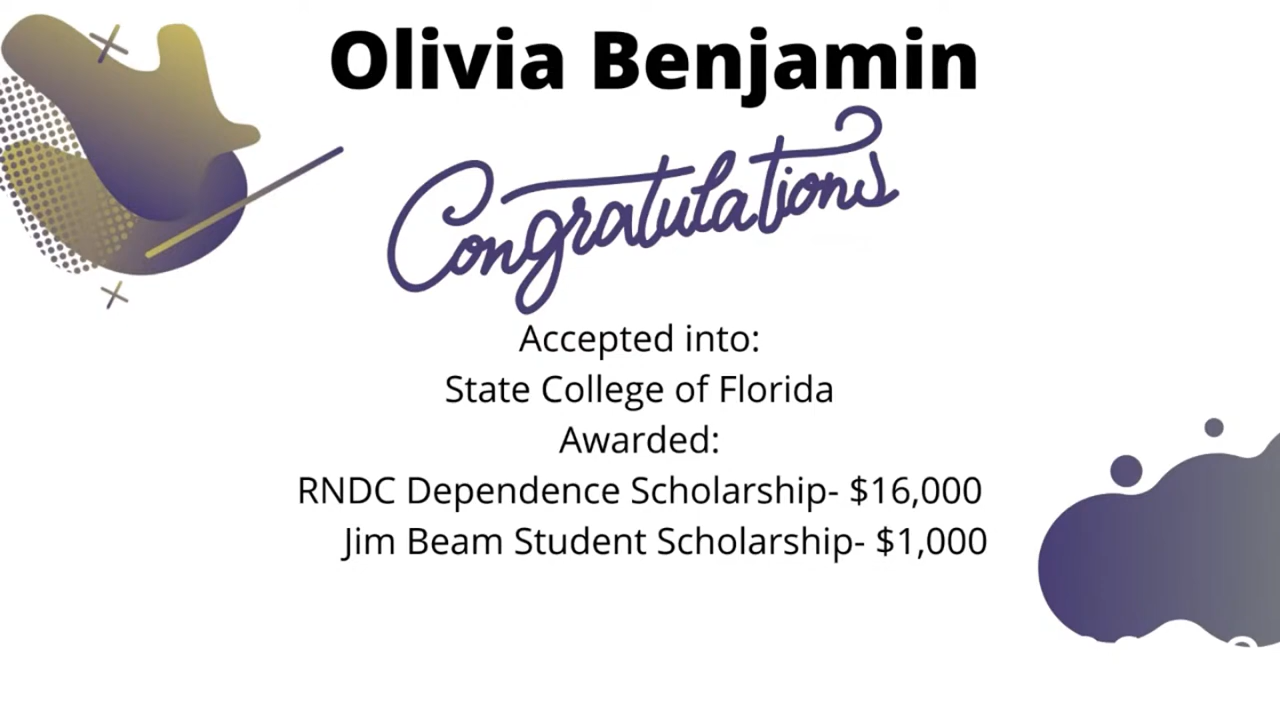 Olivia Benjamin
Congratulations
Accepted into:
State College of Florida
Awarded:
RNDC Dependence Scholarship- $16,000
Jim Beam Student Scholarship- $1,000